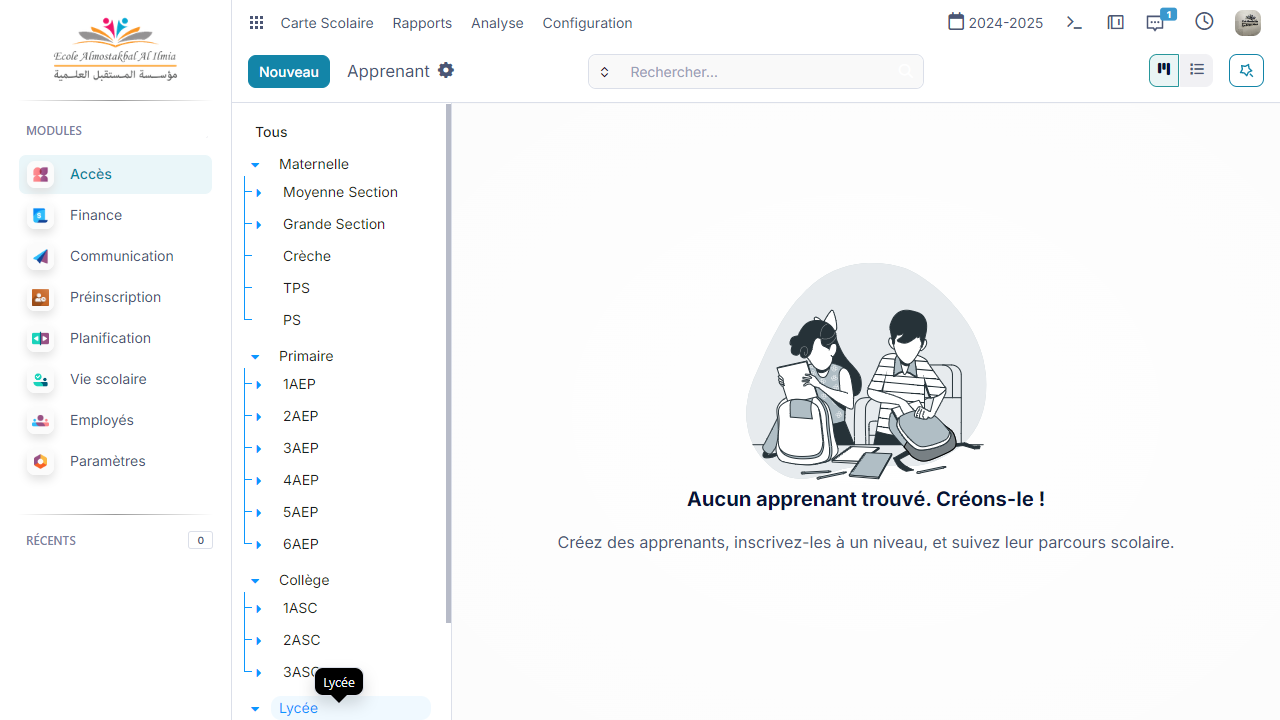 Ecole Almostakbal Al Ilmia
مؤسسة المستقبل العلمية
MODULES
Accès
Finance
Communication
Préinscription
Planification
Vie scolaire
Employés
Paramètres
RÉCENTS 0
Carte Scolaire Rapports Analyse Configuration 2024-2025 1
Nouveau Apprenant Rechercher...
Tous
Maternelle
Moyenne Section
Grande Section
Crèche
TPS
PS
Primaire
1AEP
2AEP
3AEP
4AEP
5AEP
6AEP
Collège
1ASC
2ASC
3ASC
Lycée
Lycée
Aucun apprenant trouvé. Créons-le !
Créez des apprenants, inscrivez-les à un niveau, et suivez leur parcours scolaire.